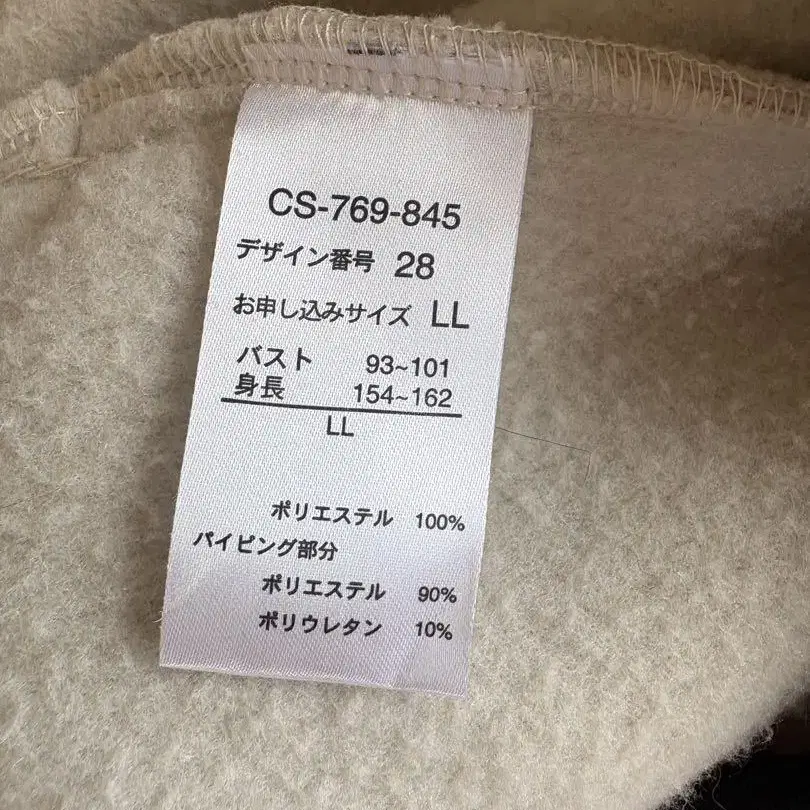 CS-769-845
デザイン番号 28
お申し込みサイズ LL
バスト 93~101
身長 154~162
LL
ポリエステル 100%
パイピング部分
ポリエステル 90%
ポリウレタン 10%